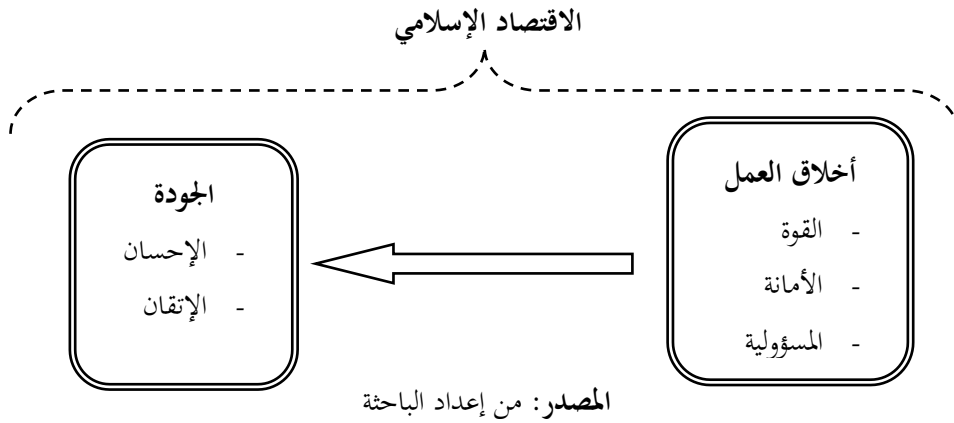 الاقتصاد الإسلامي
أخلاق العمل
- القوة
- الأمانة
- المسؤولية
الجودة
- الإحسان
- الإتقان
المصدر: من إعداد الباحثة